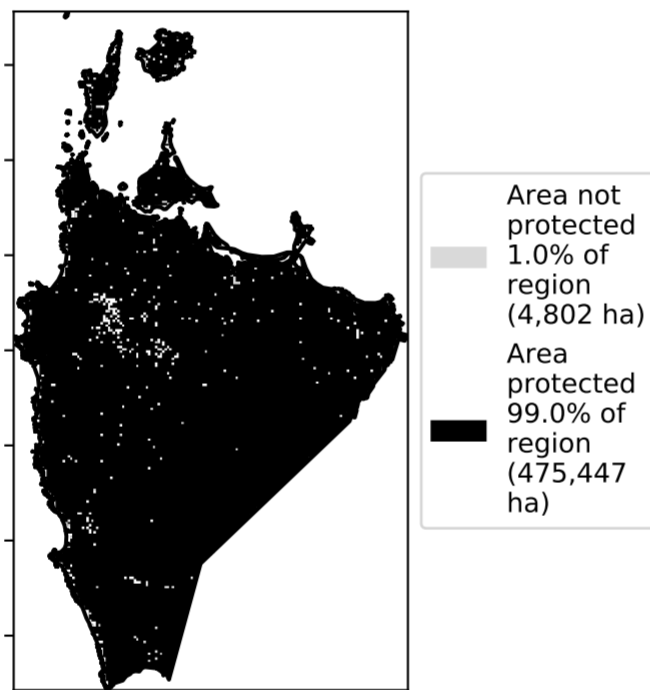 Area not
protected
1.0% of
region
(4,802 ha)
Area
protected
99.0% of
region
(475,447
ha)